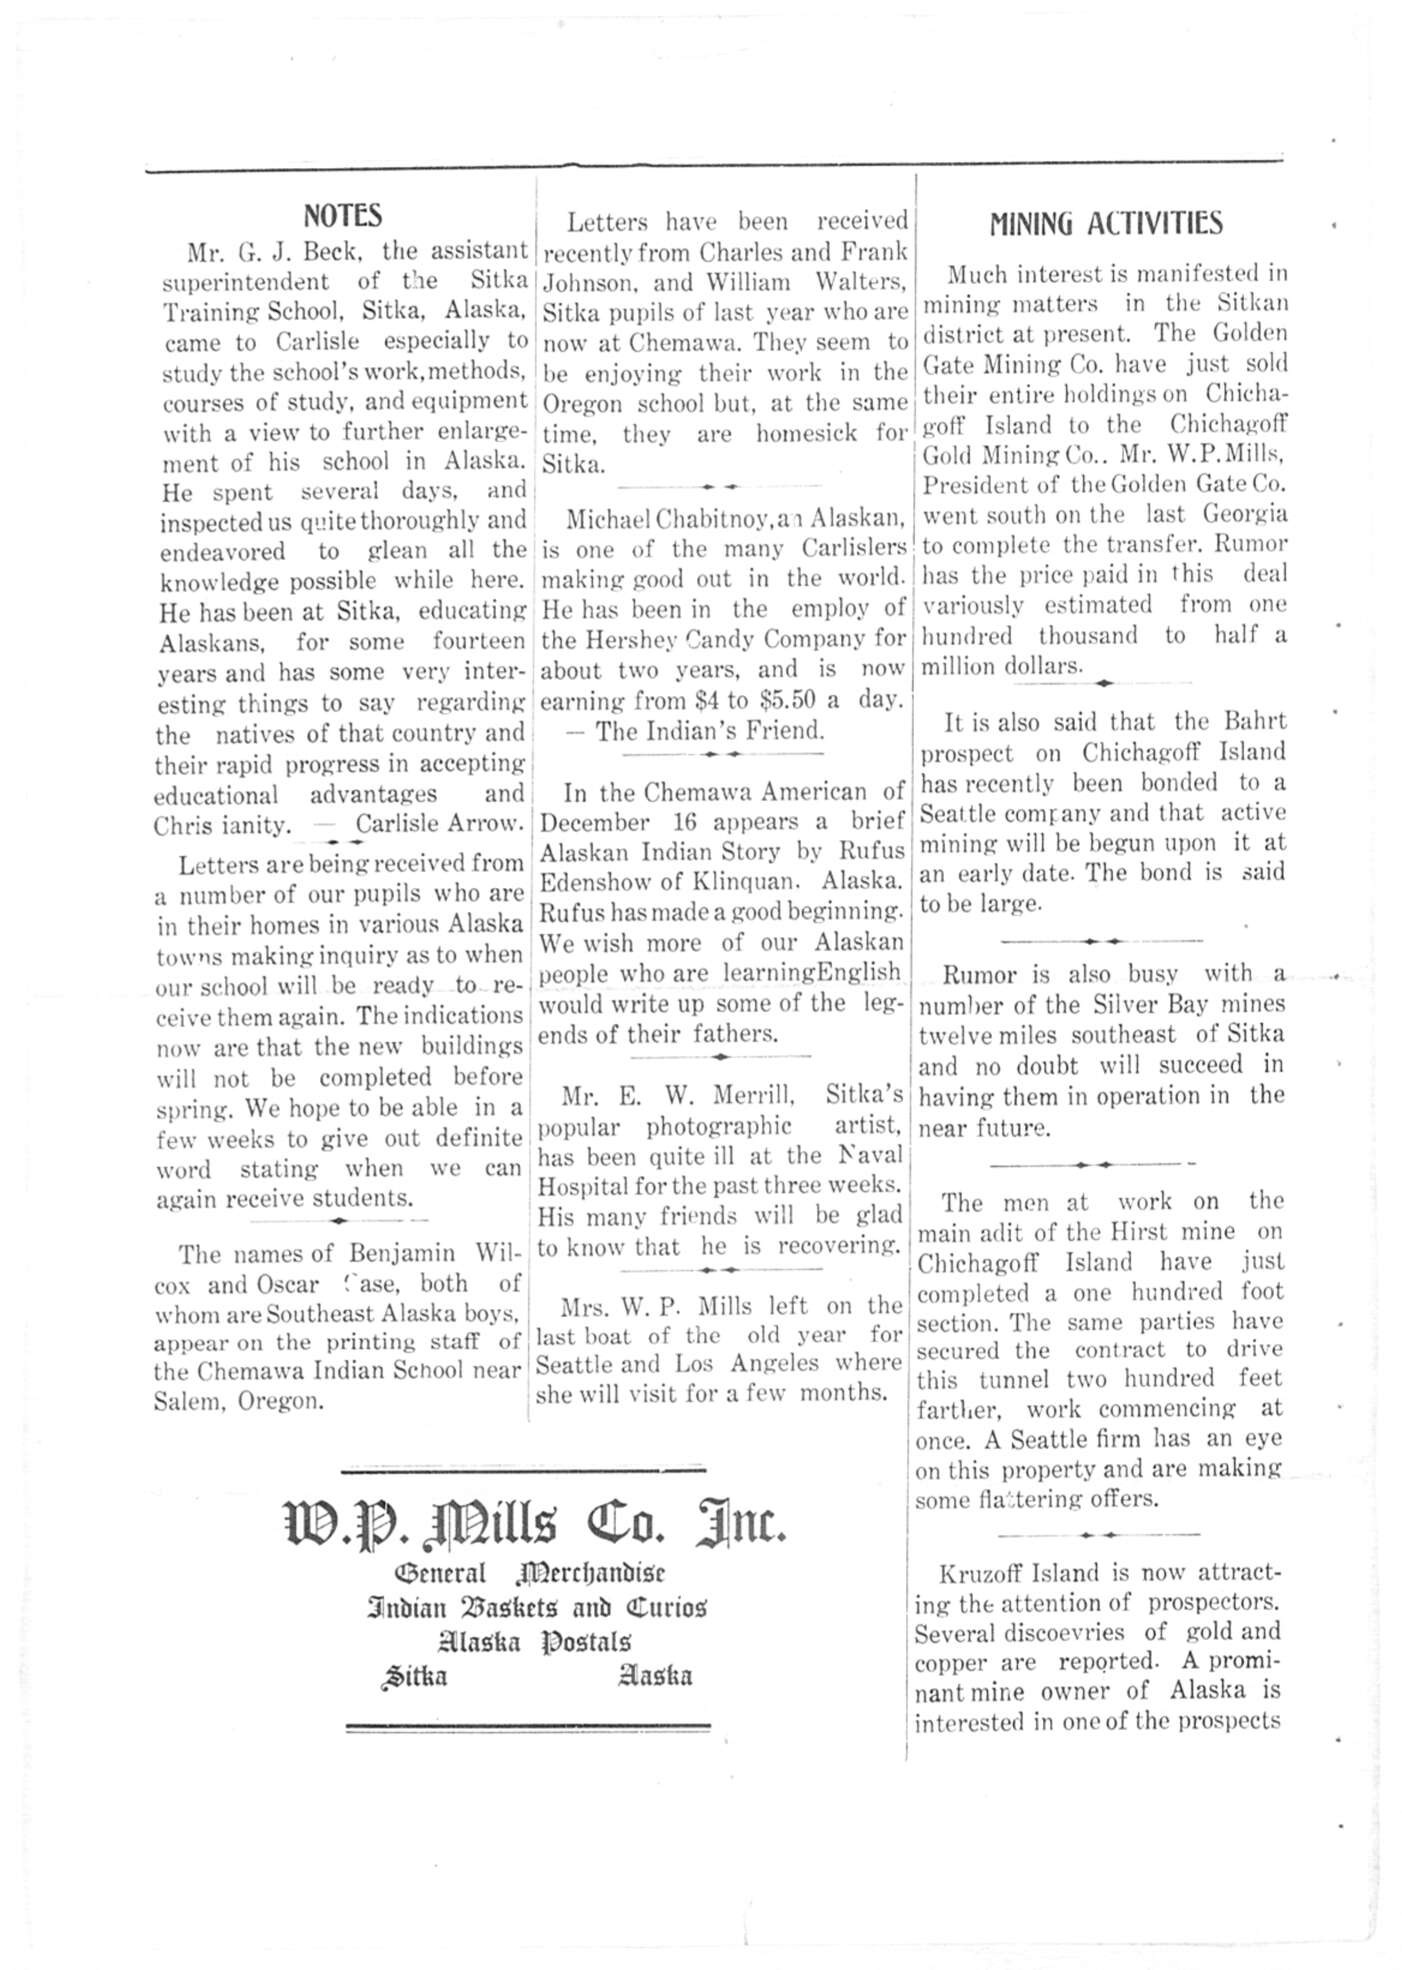 NOTES
Mr. G. J. Beck, the assistant
superintendent of the Sitka
Training School, Sitka, Alaska,
came to Carlisle especially to
study the school's work, methods,
courses of study, and equipment
with a view to further enlarge-
ment of his school in Alaska.
He spent several days, and
inspected us quite thoroughly and
endeavored to glean all the
knowledge possible while here.
He has been at Sitka, educating
Alaskans, for some fourteen
years and has some very inter-
esting things to say regarding
the natives of that country and
their rapid progress in accepting
educational advantages and
Chris ianity. — Carlisle Arrow.
Letters are being received from
a number of our pupils who are
in their homes in various Alaska
towns making inquiry as to when
our school will be ready to re-
ceive them again. The indications
now are that the new buildings
will not be completed before
spring. We hope to be able in a
few weeks to give out definite
word stating when we can
again receive students.
The names of Benjamin Wil-
cox and Oscar Case, both of
whom are Southeast Alaska boys,
appear on the printing staff of
the Chemawa Indian School near
Salem, Oregon.
Letters have been received
recently from Charles and Frank
Johnson, and William Walters,
Sitka pupils of last year who are
now at Chemawa. They seem to
be enjoying their work in the
Oregon school but, at the same
time, they are homesick for
Sitka.
Michael Chabitnoy, an Alaskan,
is one of the many Carlislers
making good out in the world.
He has been in the employ of
the Hershey Candy Company for
about two years, and is now
earning from $4 to $5.50 a day.
— The Indian's Friend.
In the Chemawa American of
December 16 appears a brief
Alaskan Indian Story by Rufus
Edenshow of Klinquan. Alaska.
Rufus has made a good beginning.
We wish more of our Alaskan
people who are learningEnglish
would write up some of the leg-
ends of their fathers.
Mr. E. W. Merrill, Sitka's
popular photographic artist,
has been quite ill at the Naval
Hospital for the past three weeks.
His many friends will be glad
to know that he is recovering.
Mrs. W. P. Mills left on the
last boat of the old year for
Seattle and Los Angeles where
she will visit for a few months.
W.P. Mills Co. Inc.
General Merchandise
Indian Baskets and Curios
Alaska Postals
Sitka Alaska
MINING ACTIVITIES
Much interest is manifested in
mining matters in the Sitkan
district at present. The Golden
Gate Mining Co. have just sold
their entire holdings on Chicha-
goff Island to the Chichagoff
Gold Mining Co.. Mr. W.P. Mills,
President of the Golden Gate Co.
went south on the last Georgia
to complete the transfer. Rumor
has the price paid in this deal
variously estimated from one
hundred thousand to half a
million dollars.
It is also said that the Bahrt
prospect on Chichagoff Island
has recently been bonded to a
Seattle company and that active
mining will be begun upon it at
an early date. The bond is said
to be large.
Rumor is also busy with a
number of the Silver Bay mines
twelve miles southeast of Sitka
and no doubt will succeed in
having them in operation in the
near future.
The men at work on the
main adit of the Hirst mine on
Chichagoff Island have just
completed a one hundred foot
section. The same parties have
secured the contract to drive
this tunnel two hundred feet
farther, work commencing at
once. A Seattle firm has an eye
on this property and are making
some flattering offers.
Kruzoff Island is now attract-
ing the attention of prospectors.
Several discoevries of gold and
copper are reported. A promi-
nant mine owner of Alaska is
interested in one of the prospects